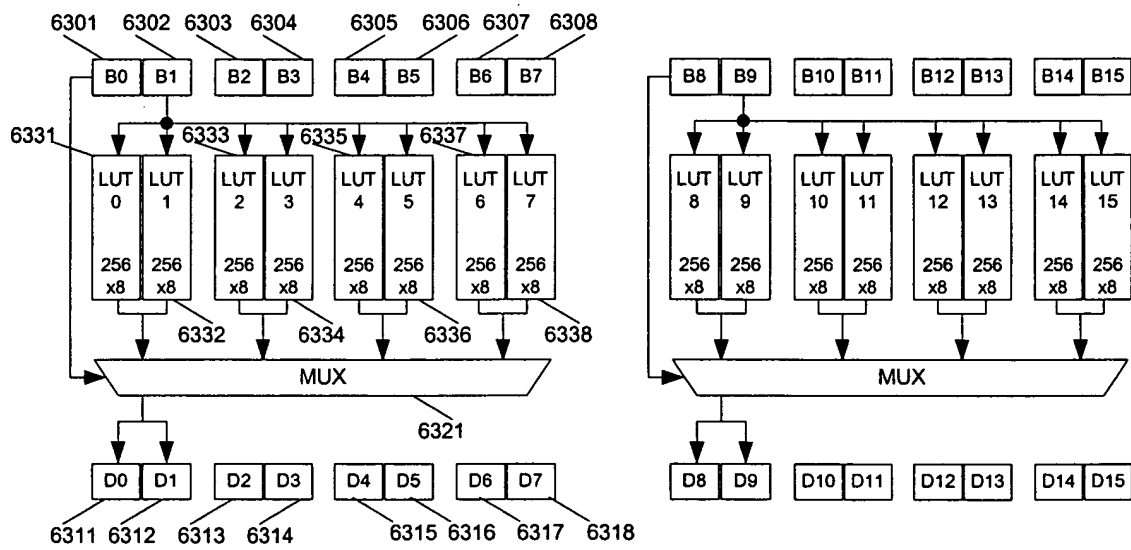 6301 6302 6303 6304 6305 6306 6307 6308
B0 B1 B2 B3 B4 B5 B6 B7 B8 B9 B10 B11 B12 B13 B14 B15
6331 6333 6335 6337
LUT LUT LUT LUT LUT LUT LUT LUT LUT LUT LUT LUT LUT LUT LUT LUT
0 1 2 3 4 5 6 7 8 9 10 11 12 13 14 15
256 256 256 256 256 256 256 256 256 256 256 256 256 256 256 256
x8 x8 x8 x8 x8 x8 x8 x8 x8 x8 x8 x8 x8 x8 x8 x8
6332 6334 6336 6338
MUX MUX
6321
D0 D1 D2 D3 D4 D5 D6 D7 D8 D9 D10 D11 D12 D13 D14 D15
6311 6312 6313 6314 6315 6316 6317 6318